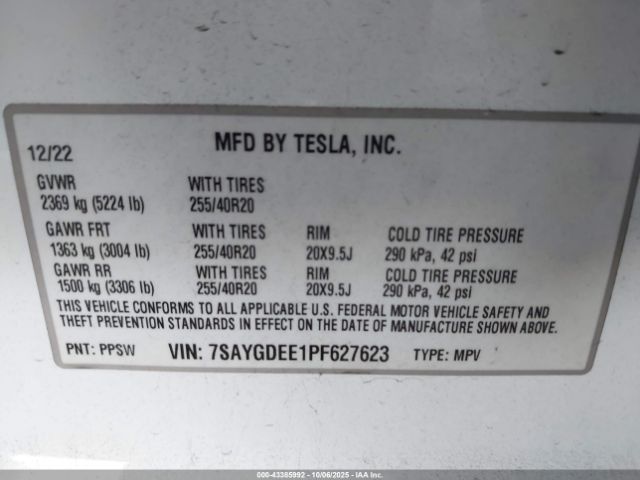 12/22 MFD BY TESLA, INC.
GVWR WITH TIRES
2369 kg (5224 lb) 255/40R20
GAWR FRT WITH TIRES RIM COLD TIRE PRESSURE
1363 kg (3004 lb) 255/40R20 20X9.5J 290 kPa, 42 psi
GAWR RR WITH TIRES RIM COLD TIRE PRESSURE
1500 kg (3306 lb) 255/40R20 20X9.5J 290 kPa, 42 psi
THIS VEHICLE CONFORMS TO ALL APPLICABLE U.S. FEDERAL MOTOR VEHICLE SAFETY AND
THEFT PREVENTION STANDARDS IN EFFECT ON THE DATE OF MANUFACTURE SHOWN ABOVE.
PNT: PPSW VIN: 7SAYGDEE1PF627623 TYPE: MPV
000-43385992 - 10/06/2025 - IAA, Inc.